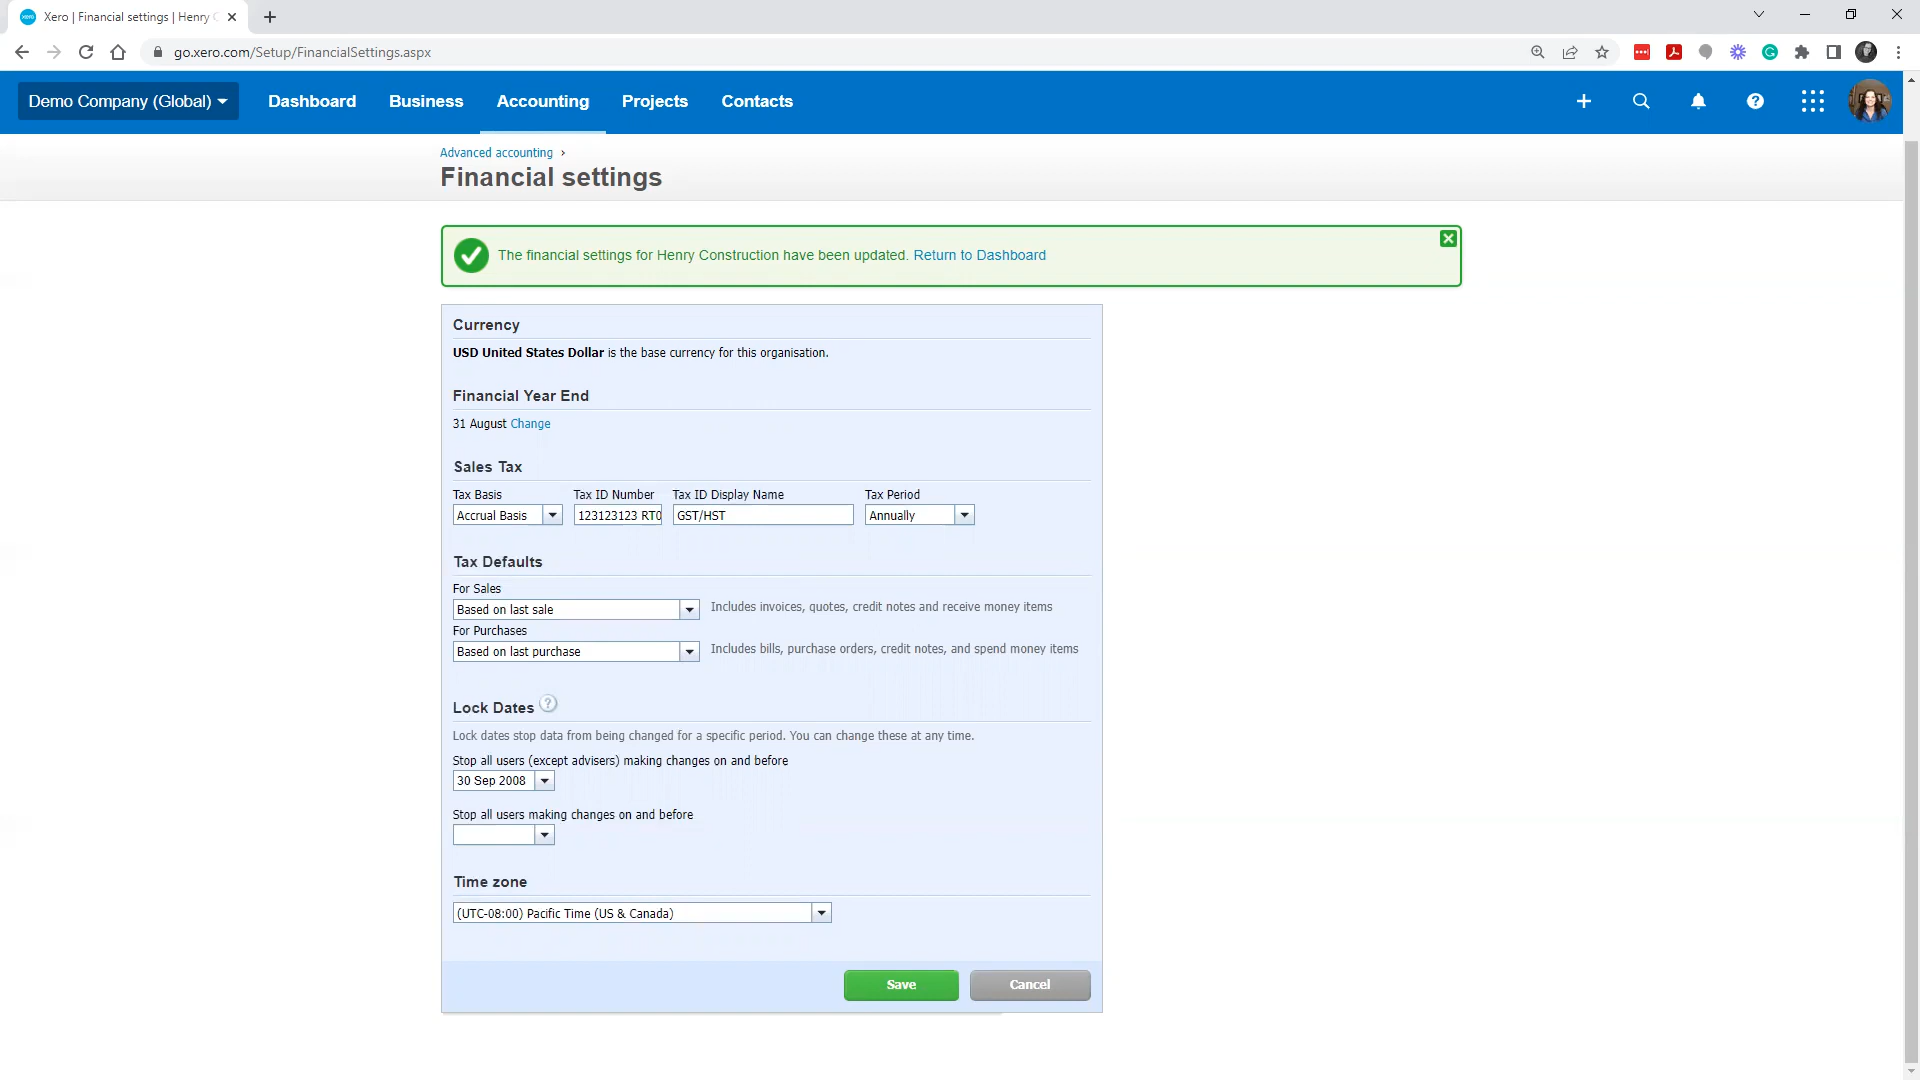 Xero | Financial settings | Henry C
go.xero.com/Setup/FinancialSettings.aspx
Demo Company (Global)
Dashboard
Business
Accounting
Projects
Contacts
Advanced accounting ›
Financial settings
The financial settings for Henry Construction have been updated. Return to Dashboard
Currency
USD United States Dollar is the base currency for this organisation.
Financial Year End
31 August Change
Sales Tax
Tax Basis Tax ID Number Tax ID Display Name Tax Period
Accrual Basis 123123123 RT0 GST/HST Annually
Tax Defaults
For Sales
Based on last sale Includes invoices, quotes, credit notes and receive money items
For Purchases
Based on last purchase Includes bills, purchase orders, credit notes, and spend money items
Lock Dates ?
Lock dates stop data from being changed for a specific period. You can change these at any time.
Stop all users (except advisers) making changes on and before
30 Sep 2008
Stop all users making changes on and before
Time zone
(UTC-08:00) Pacific Time (US & Canada)
Save Cancel